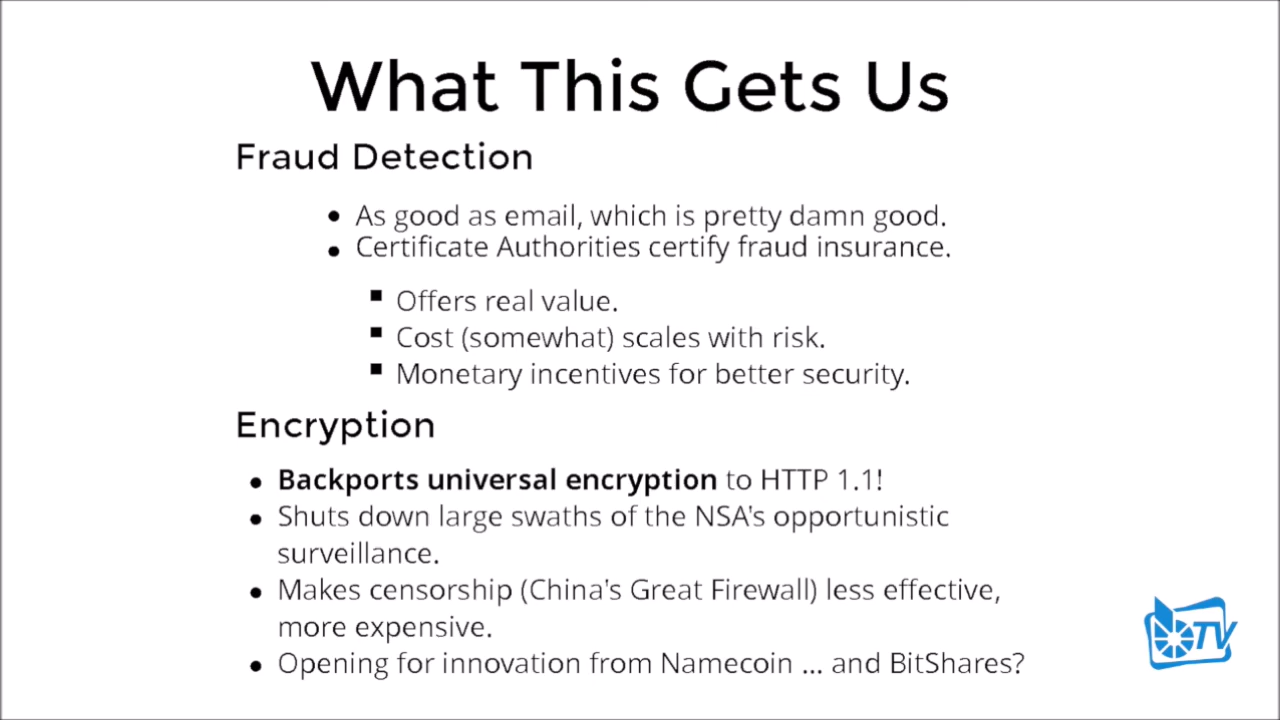 What This Gets Us
Fraud Detection
• As good as email, which is pretty damn good.
• Certificate Authorities certify fraud insurance.
▪ Offers real value.
▪ Cost (somewhat) scales with risk.
▪ Monetary incentives for better security.
Encryption
• Backports universal encryption to HTTP 1.1!
• Shuts down large swaths of the NSA's opportunistic
surveillance.
• Makes censorship (China's Great Firewall) less effective,
more expensive.
• Opening for innovation from Namecoin ... and BitShares?
TV